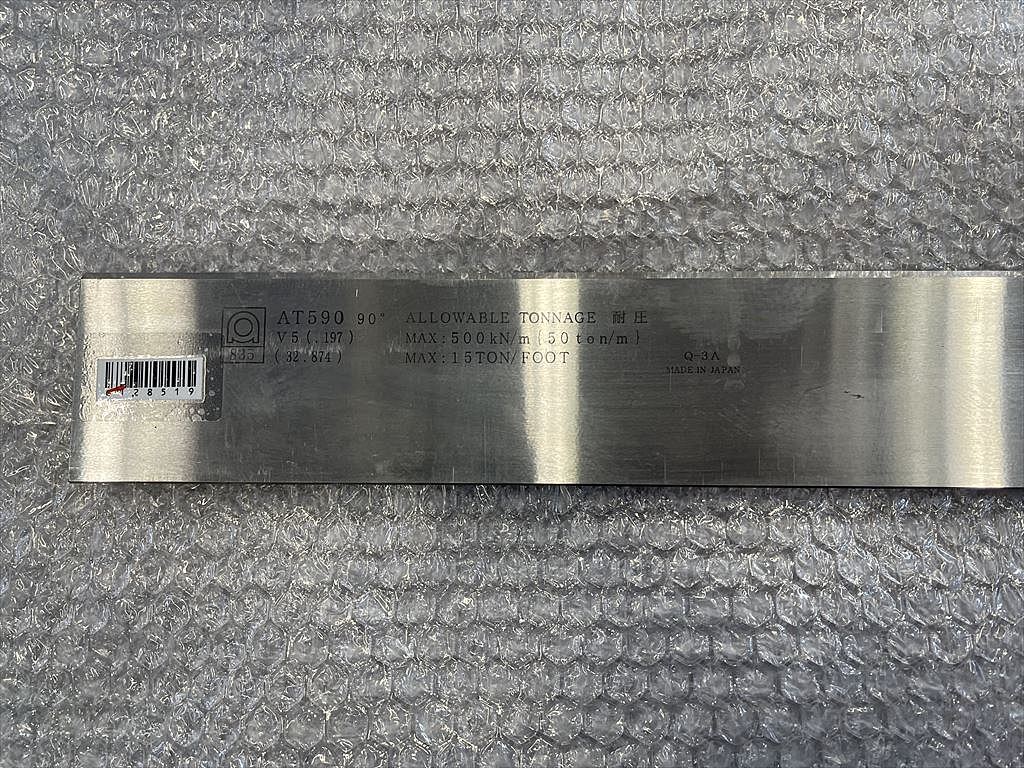 AT590 90° ALLOWABLE TONNAGE 耐圧
V5(.197) MAX:500kN/m{50ton/m}
835 (32.874) MAX:15TON/FOOT
Q-3A
MADE IN JAPAN
28519